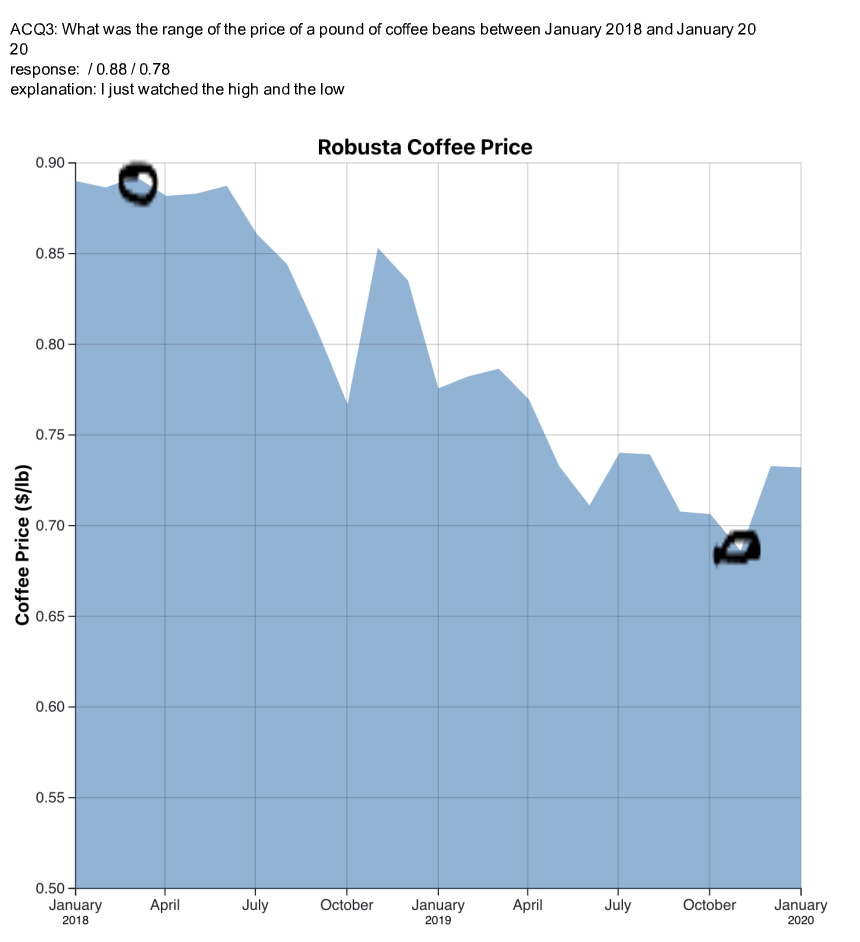 ACQ3: What was the range of the price of a pound of coffee beans between January 2018 and January 20
20
response:  / 0.88 / 0.78
explanation: I just watched the high and the low
Robusta Coffee Price
0.90
0.85
0.80
0.75
0.70
0.65
0.60
0.55
0.50
Coffee Price ($/lb)
January April July October January April July October January
2018 2019 2020